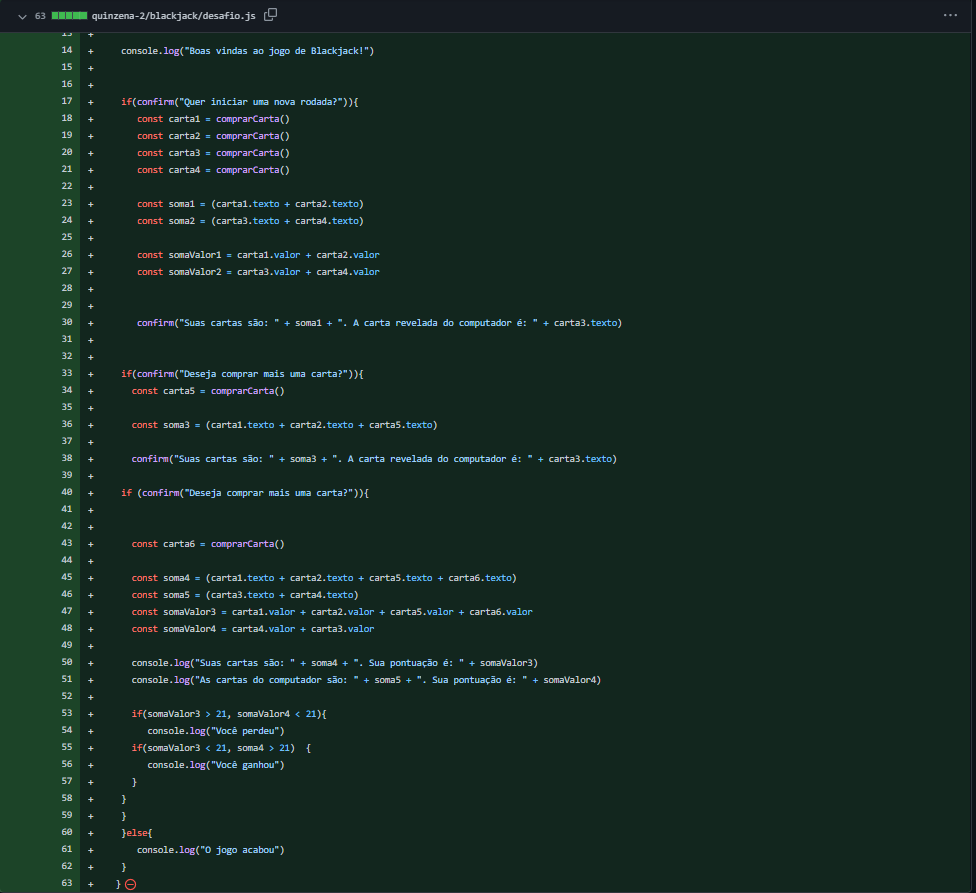 63 quinzena-2/blackjack/desafio.js ...
13 +
14 + console.log("Boas vindas ao jogo de Blackjack!")
15 +
16 +
17 + if(confirm("Quer iniciar uma nova rodada?")){
18 + const carta1 = comprarCarta()
19 + const carta2 = comprarCarta()
20 + const carta3 = comprarCarta()
21 + const carta4 = comprarCarta()
22 +
23 + const soma1 = (carta1.texto + carta2.texto)
24 + const soma2 = (carta3.texto + carta4.texto)
25 +
26 + const somaValor1 = carta1.valor + carta2.valor
27 + const somaValor2 = carta3.valor + carta4.valor
28 +
29 +
30 + confirm("Suas cartas são: " + soma1 + ". A carta revelada do computador é: " + carta3.texto)
31 +
32 +
33 + if(confirm("Deseja comprar mais uma carta?")){
34 + const carta5 = comprarCarta()
35 +
36 + const soma3 = (carta1.texto + carta2.texto + carta5.texto)
37 +
38 + confirm("Suas cartas são: " + soma3 + ". A carta revelada do computador é: " + carta3.texto)
39 +
40 + if (confirm("Deseja comprar mais uma carta?")){
41 +
42 +
43 + const carta6 = comprarCarta()
44 +
45 + const soma4 = (carta1.texto + carta2.texto + carta5.texto + carta6.texto)
46 + const soma5 = (carta3.texto + carta4.texto)
47 + const somaValor3 = carta1.valor + carta2.valor + carta5.valor + carta6.valor
48 + const somaValor4 = carta4.valor + carta3.valor
49 +
50 + console.log("Suas cartas são: " + soma4 + ". Sua pontuação é: " + somaValor3)
51 + console.log("As cartas do computador são: " + soma5 + ". Sua pontuação é: " + somaValor4)
52 +
53 + if(somaValor3 > 21, somaValor4 < 21){
54 + console.log("Você perdeu")
55 + if(somaValor3 < 21, soma4 > 21) {
56 + console.log("Você ganhou")
57 + }
58 + }
59 + }
60 + }else{
61 + console.log("O jogo acabou")
62 + }
63 + }